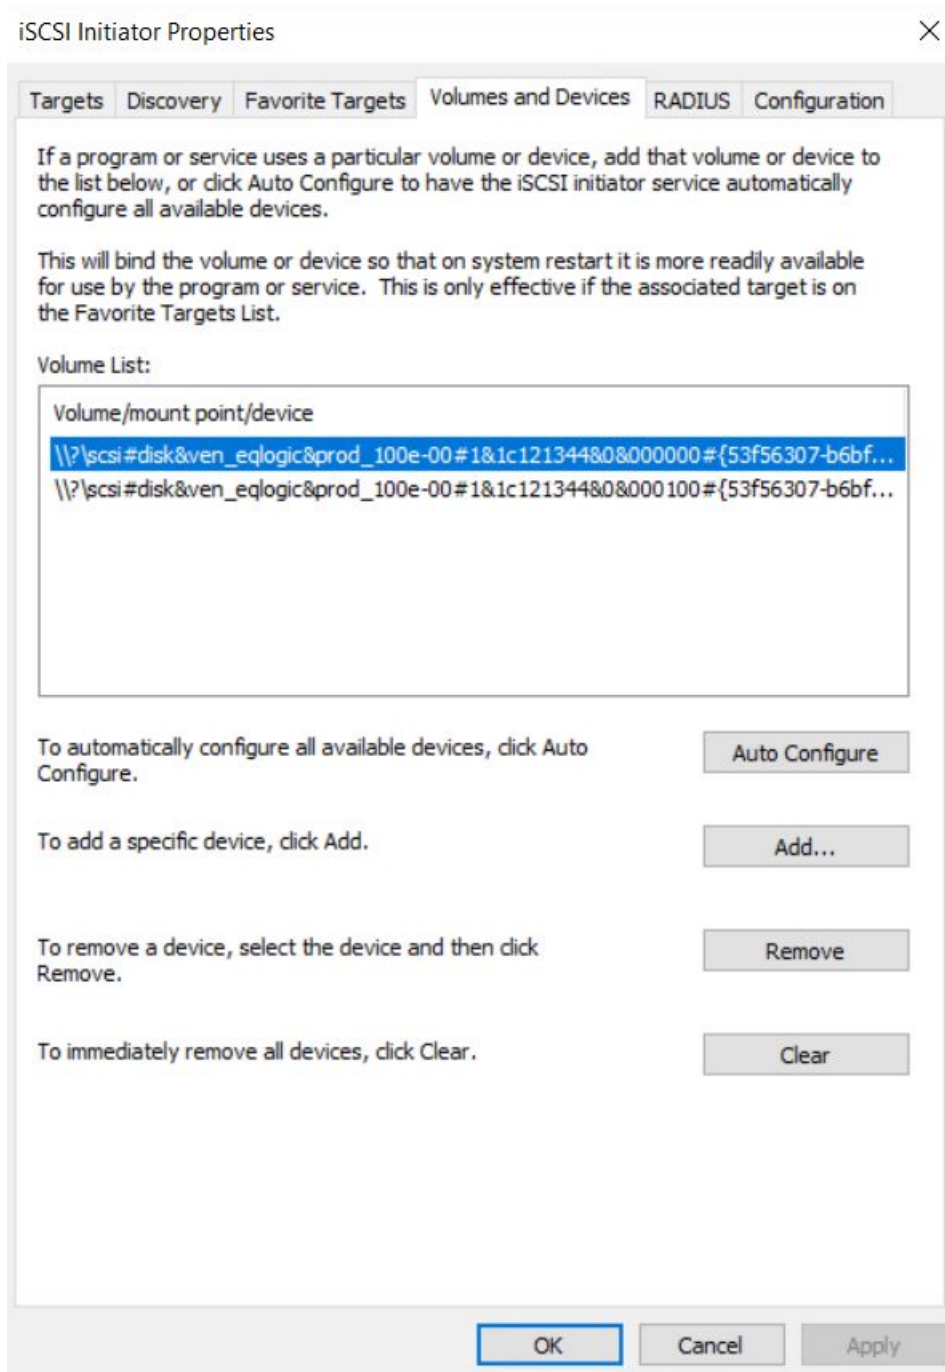 iSCSI Initiator Properties
Targets Discovery Favorite Targets Volumes and Devices RADIUS Configuration
If a program or service uses a particular volume or device, add that volume or device to
the list below, or click Auto Configure to have the iSCSI initiator service automatically
configure all available devices.
This will bind the volume or device so that on system restart it is more readily available
for use by the program or service. This is only effective if the associated target is on
the Favorite Targets List.
Volume List:
Volume/mount point/device
\\?\scsi#disk&ven_eqlogic&prod_100e-00#1&1c121344&0&000000#{53f56307-b6bf...
\\?\scsi#disk&ven_eqlogic&prod_100e-00#1&1c121344&0&000100#{53f56307-b6bf...
To automatically configure all available devices, click Auto
Configure.
Auto Configure
To add a specific device, click Add.
Add...
To remove a device, select the device and then click
Remove.
Remove
To immediately remove all devices, click Clear.
Clear
OK Cancel Apply